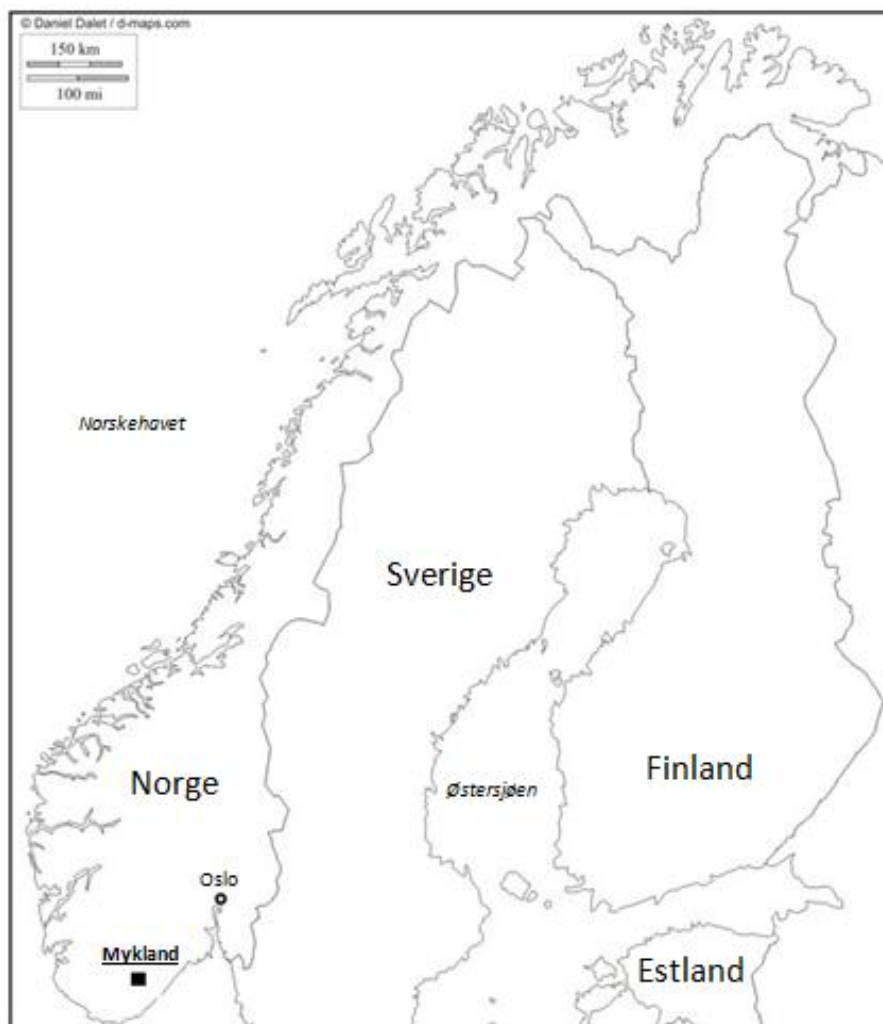 © Daniel Dalet / d-maps.com
150 km
100 mi
Norskehavet
Sverige
Norge
Østersjøen
Finland
Oslo
Mykland
Estland